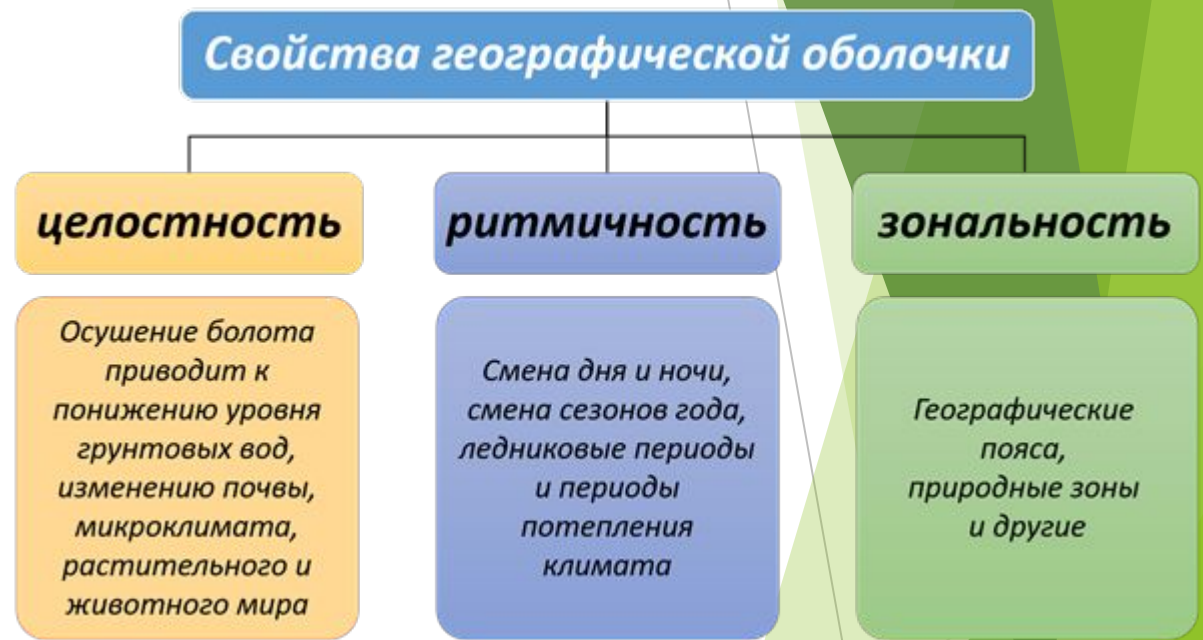 Свойства географической оболочки
целостность
ритмичность
зональность
Осушение болота
приводит к
понижению уровня
грунтовых вод,
изменению почвы,
микроклимата,
растительного и
животного мира
Смена дня и ночи,
смена сезонов года,
ледниковые периоды
и периоды
потепления
климата
Географические
пояса,
природные зоны
и другие